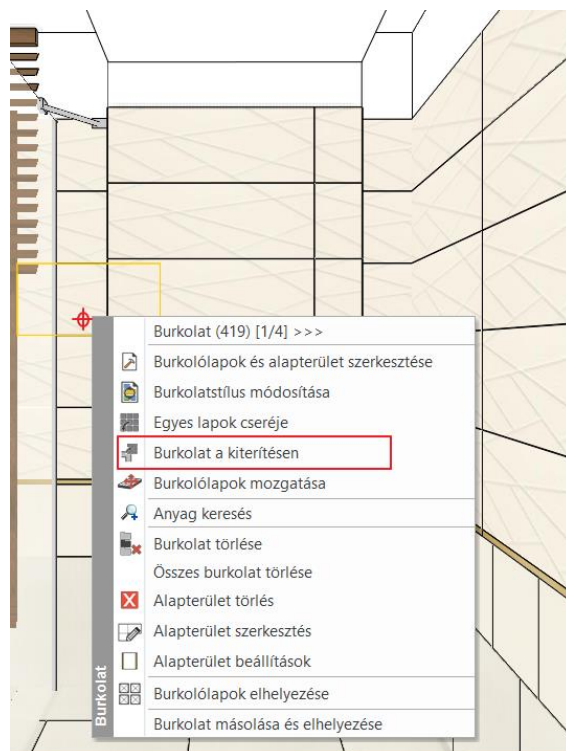 Burkolat (419) [1/4] >>>
Burkolólapok és alapterület szerkesztése
Burkolatstílus módosítása
Egyes lapok cseréje
Burkolat a kiterítésen
Burkolólapok mozgatása
Anyag keresés
Burkolat törlése
Összes burkolat törlése
Alapterület törlés
Alapterület szerkesztés
Alapterület beállítások
Burkolólapok elhelyezése
Burkolat másolása és elhelyezése
Burkolat